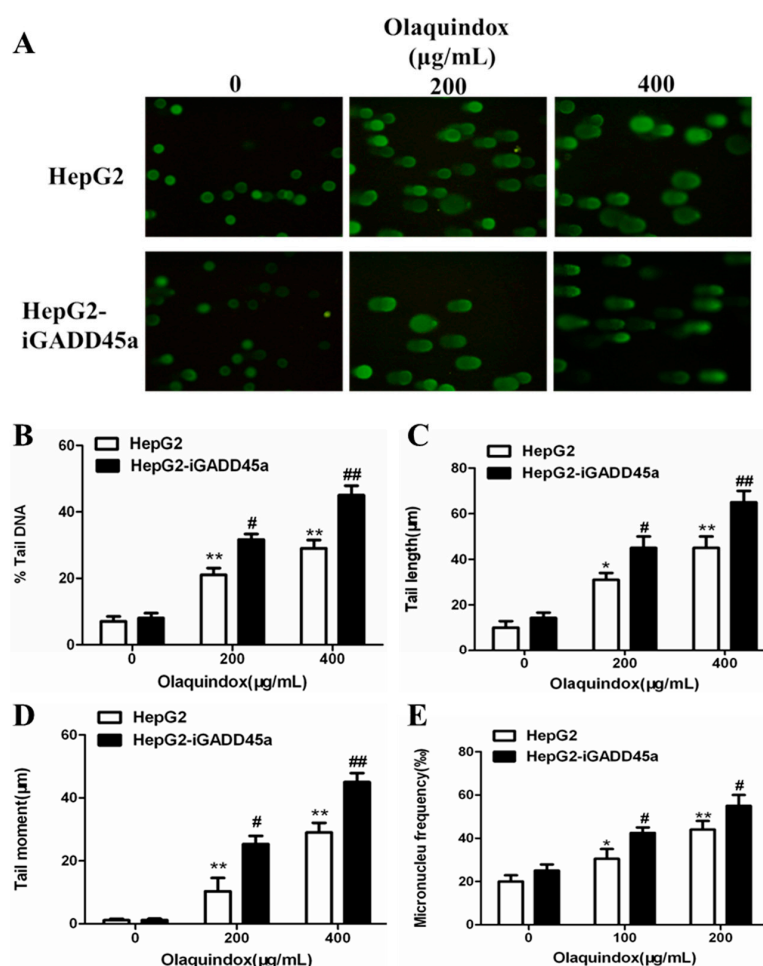 A
Olaquindox
(μg/mL)
0 200 400
HepG2
HepG2-
iGADD45a
B
HepG2
HepG2-iGADD45a
% Tail DNA
60
40
20
0
** # ** ##
0 200 400
Olaquindox(μg/mL)
C
HepG2
HepG2-iGADD45a
Tail length(μm)
80
60
40
20
0
* # ** ##
0 200 400
Olaquindox(μg/mL)
D
HepG2
HepG2-iGADD45a
Tail moment(μm)
60
40
20
0
** # ** ##
0 200 400
Olaquindox(μg/mL)
E
HepG2
HepG2-iGADD45a
Micronucleu frequency(‰)
80
60
40
20
0
* # ** #
0 100 200
Olaquindox(μg/mL)